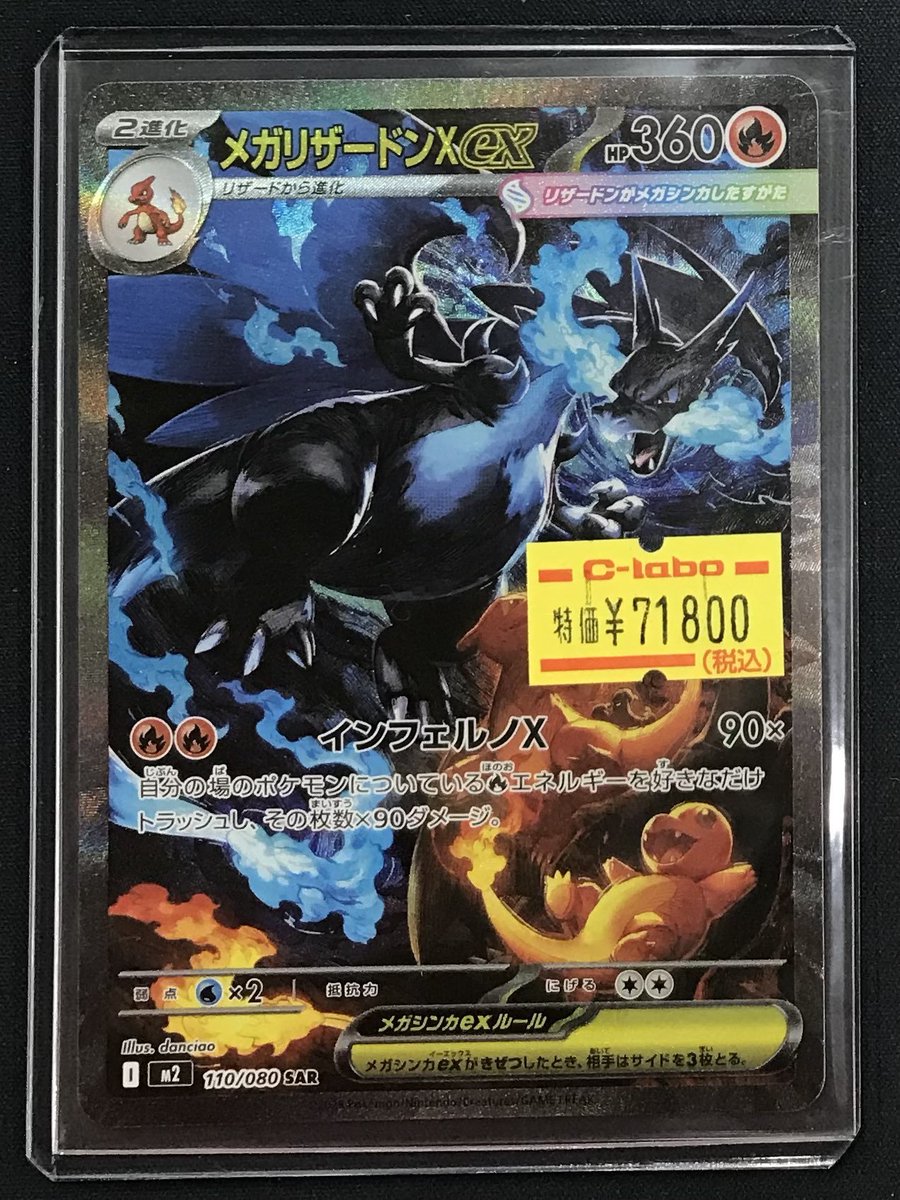 2進化
メガリザードンXex
HP360
リザードから進化
リザードンがメガシンカしたすがた
C-labo
特価¥71800
(税込)
インフェルノX 90×
自分の場のポケモンについているエネルギーを好きなだけ
トラッシュし、その枚数×90ダメージ。
弱点 ×2 抵抗力 にげる
メガシンカexルール
メガシンカexがきぜつしたとき、相手はサイドを3枚とる。
Illus. danciao
I M2 110/080 SAR
Pokémon/Nintendo/Creatures/GAME FREAK